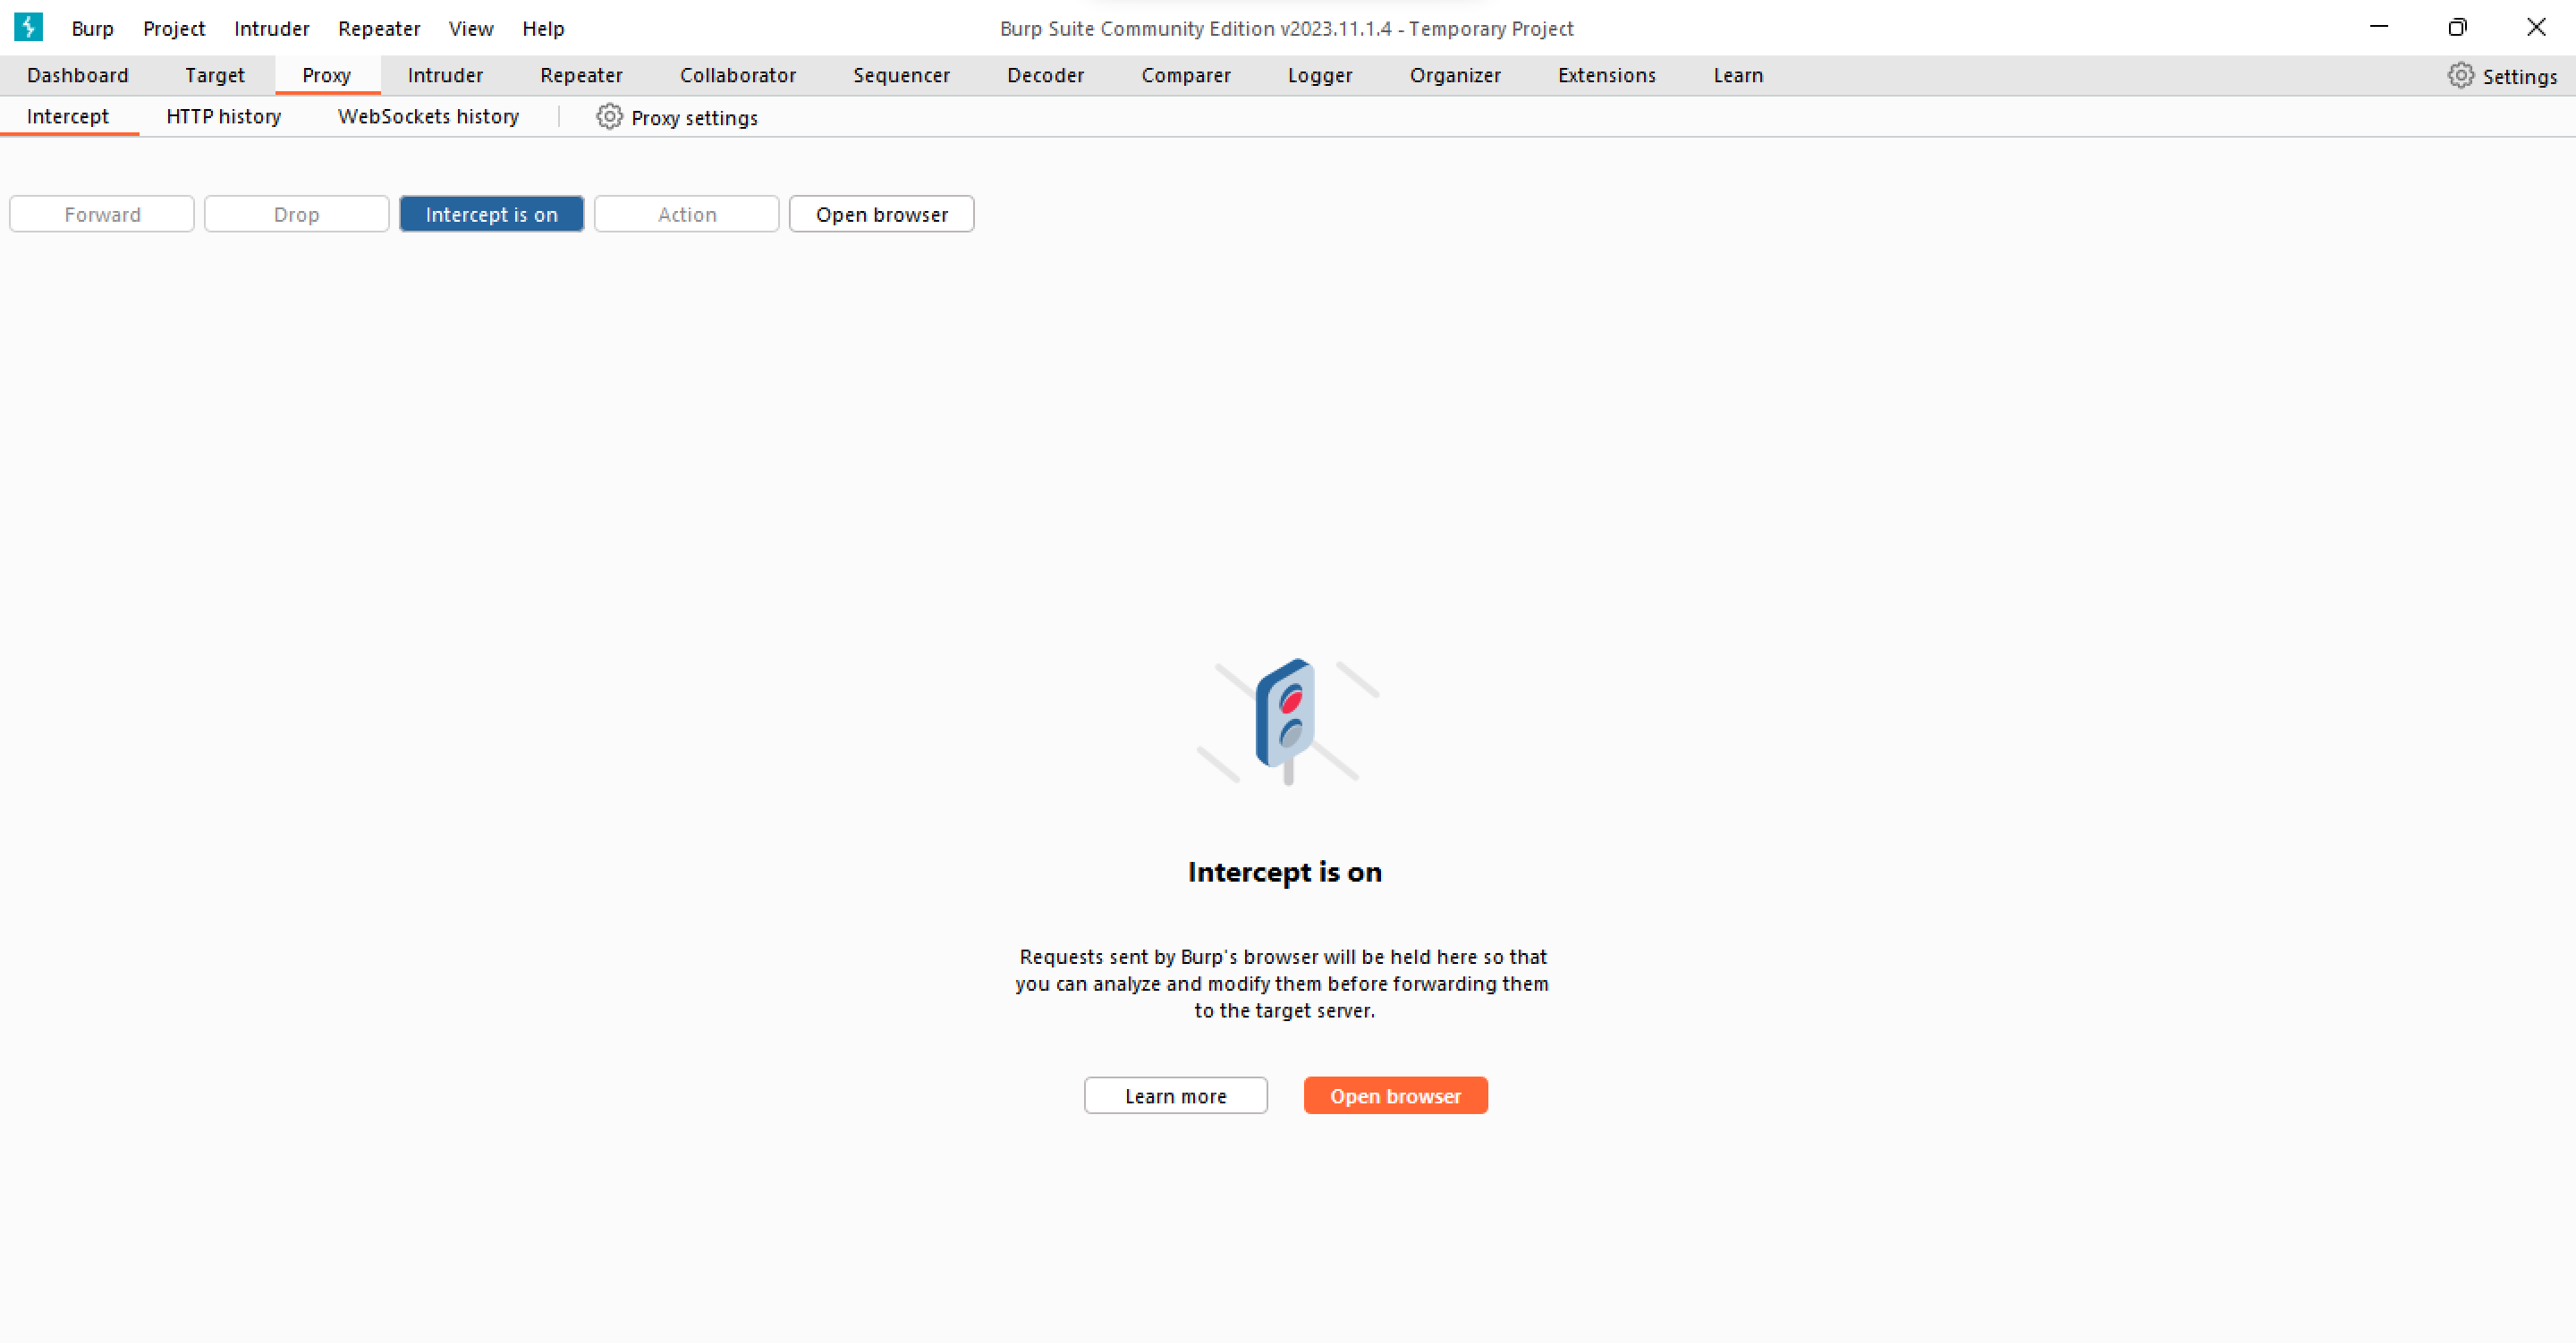 Burp Project Intruder Repeater View Help Burp Suite Community Edition v2023.11.1.4 - Temporary Project
Dashboard Target Proxy Intruder Repeater Collaborator Sequencer Decoder Comparer Logger Organizer Extensions Learn Settings
Intercept HTTP history WebSockets history Proxy settings
Forward Drop Intercept is on Action Open browser
Intercept is on
Requests sent by Burp's browser will be held here so that
you can analyze and modify them before forwarding them
to the target server.
Learn more Open browser